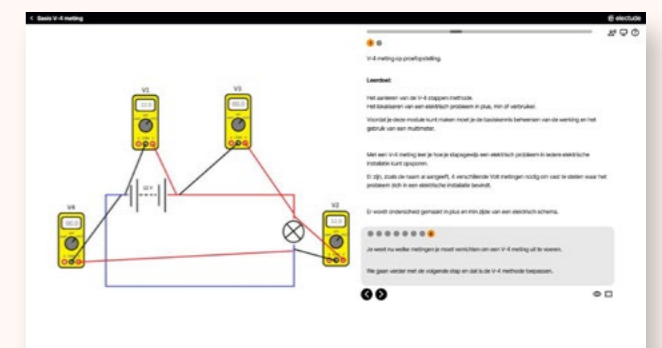 Basis V-4 meting
electude
V-4 meting op proefopstelling.
Leerdoel:
Het aanleren van de V-4 stappen methode.
Het lokaliseren van een elektrisch probleem in plus, min of verbruiker.
Voordat je deze module kunt maken moet je de basiskennis beheersen van de werking en het
gebruik van een multimeter.
Met een V-4 meting leer je hoe je stapsgewijs een elektrisch probleem in iedere elektrische
installatie kunt opsporen.
Er zijn, zoals de naam al aangeeft, 4 verschillende Volt metingen nodig om vast te stellen waar het
probleem zich in een elektrische installatie bevindt.
Er wordt onderscheid gemaakt in plus en min zijde van een elektrisch schema.
Je weet nu welke metingen je moet verrichten om een V-4 meting uit te voeren.
We gaan verder met de volgende stap en dat is de V-4 methode toepassen.
V1
V3
V4
V2
12 V
00.0
00.0